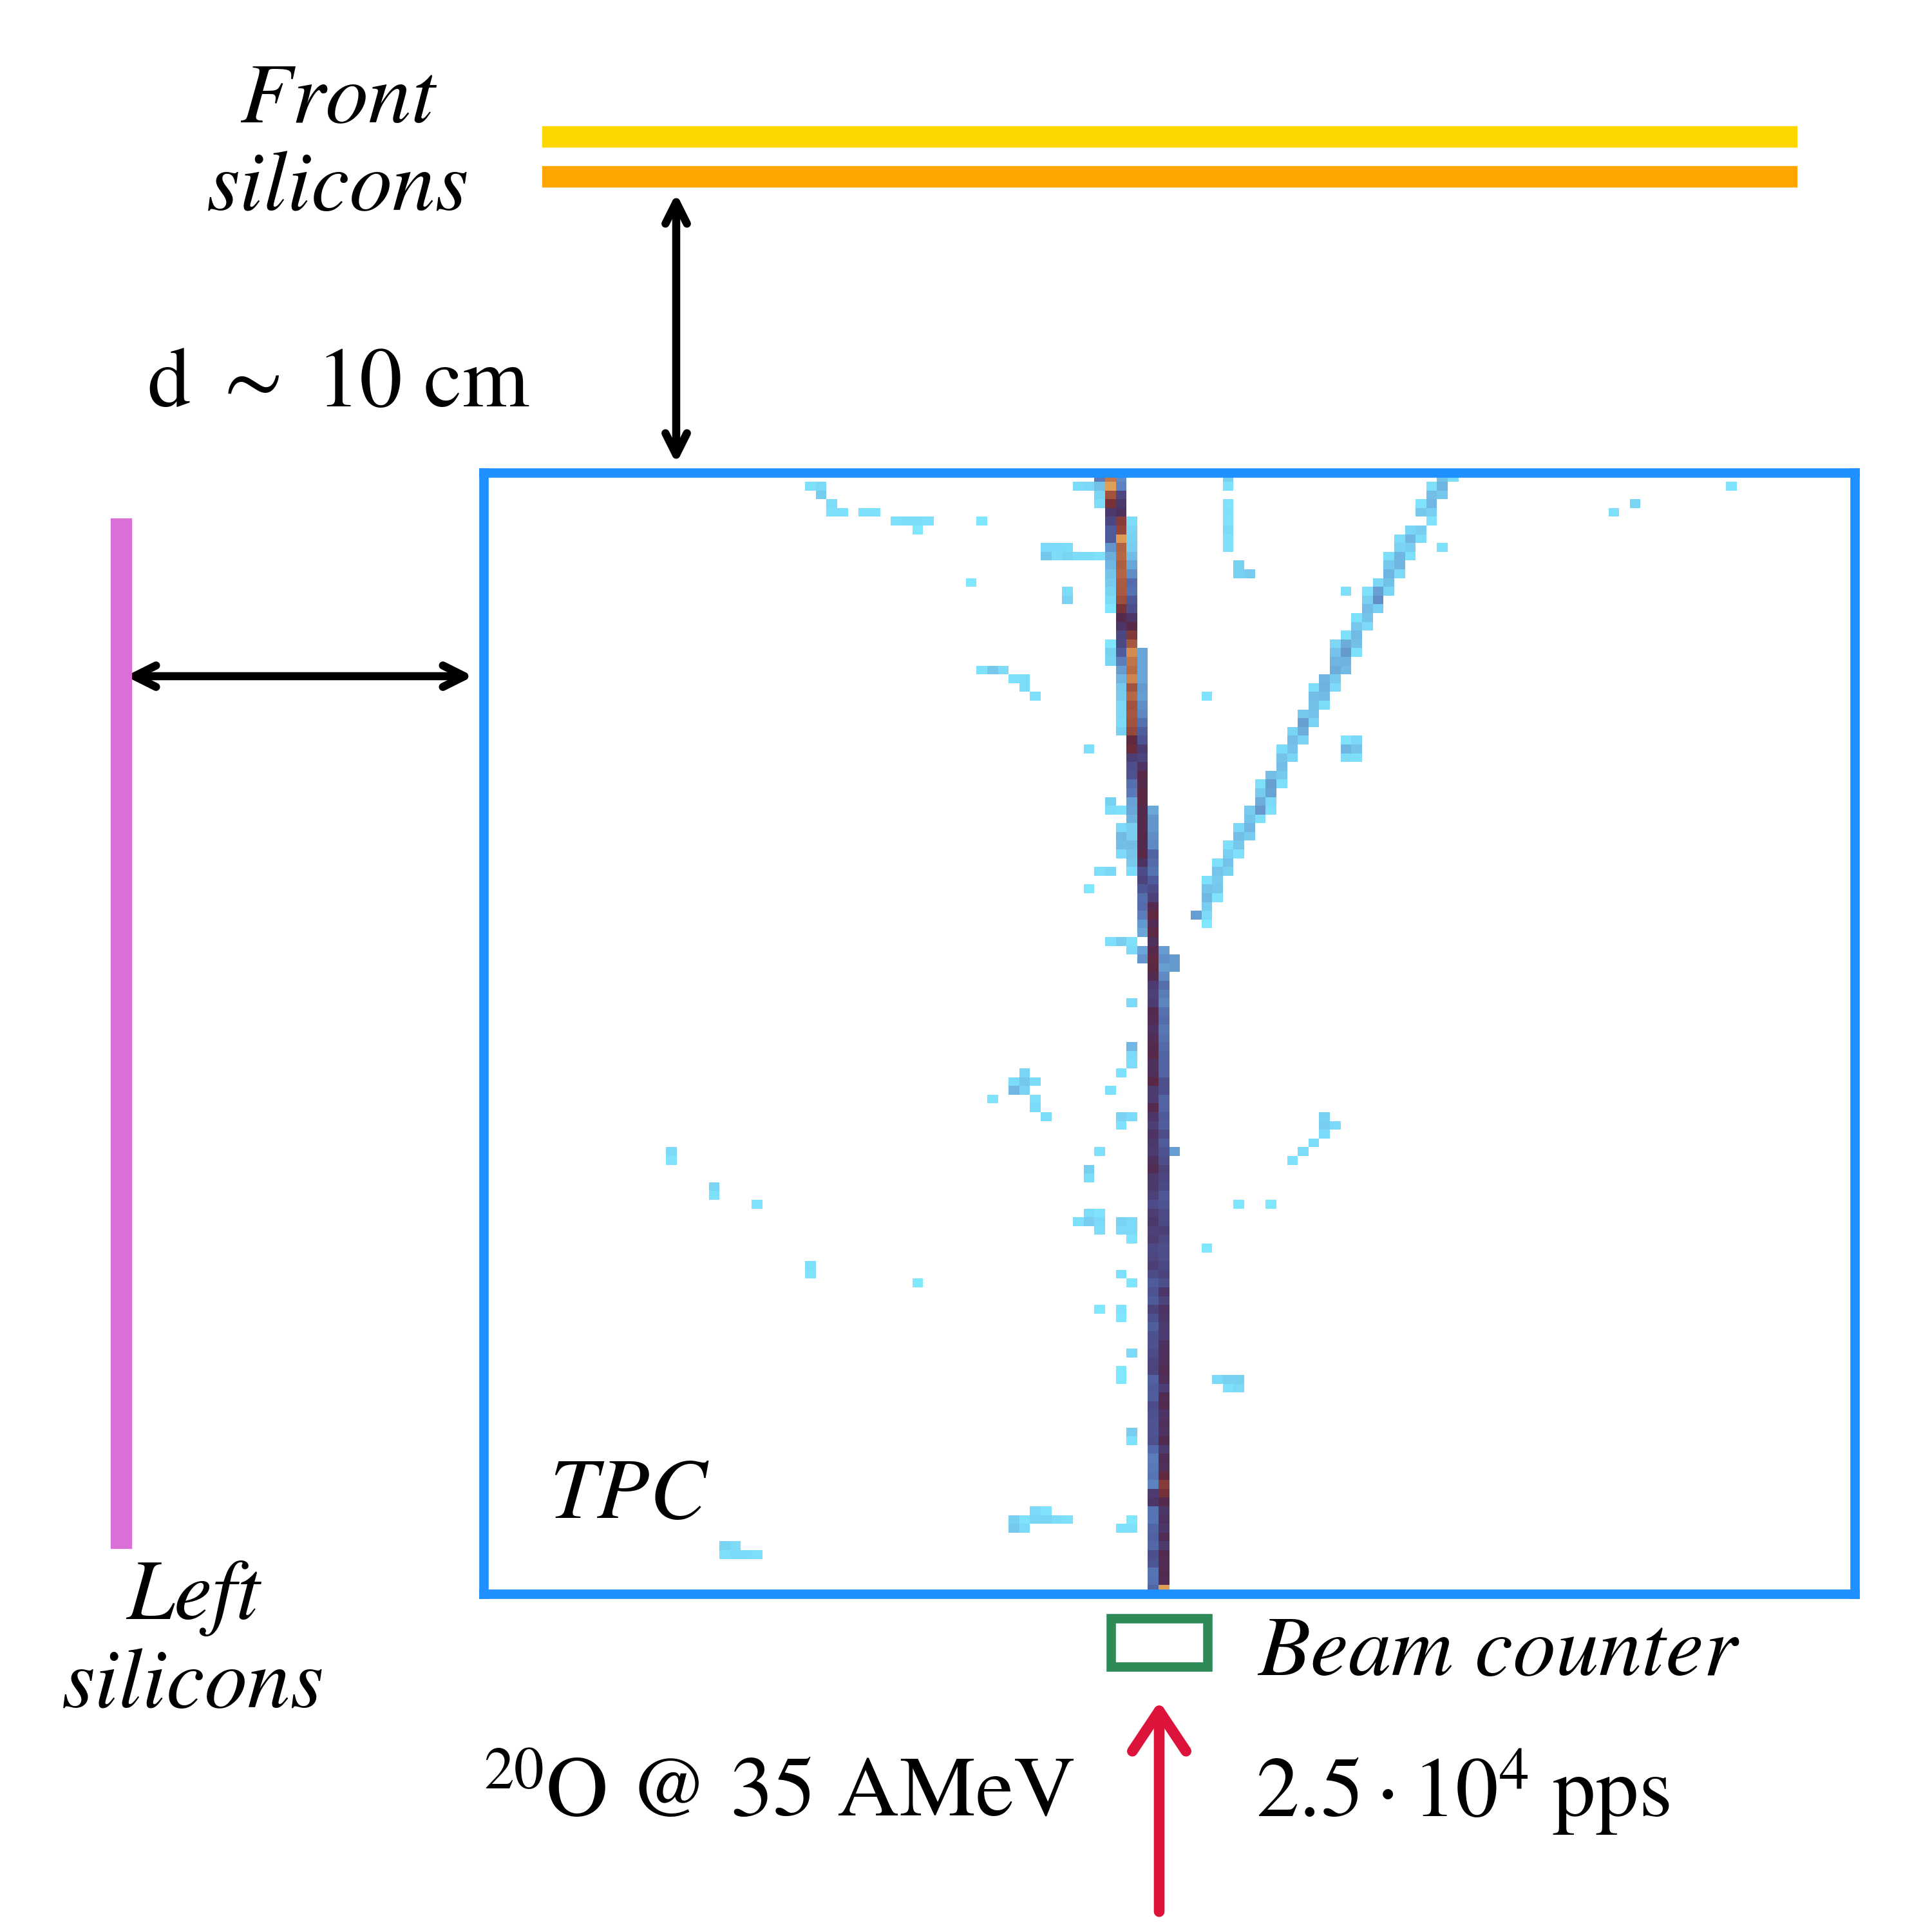 Front
silicons
d ~ 10 cm
TPC
Left
silicons
Beam counter
²⁰O @ 35 AMeV
2.5 · 10⁴ pps